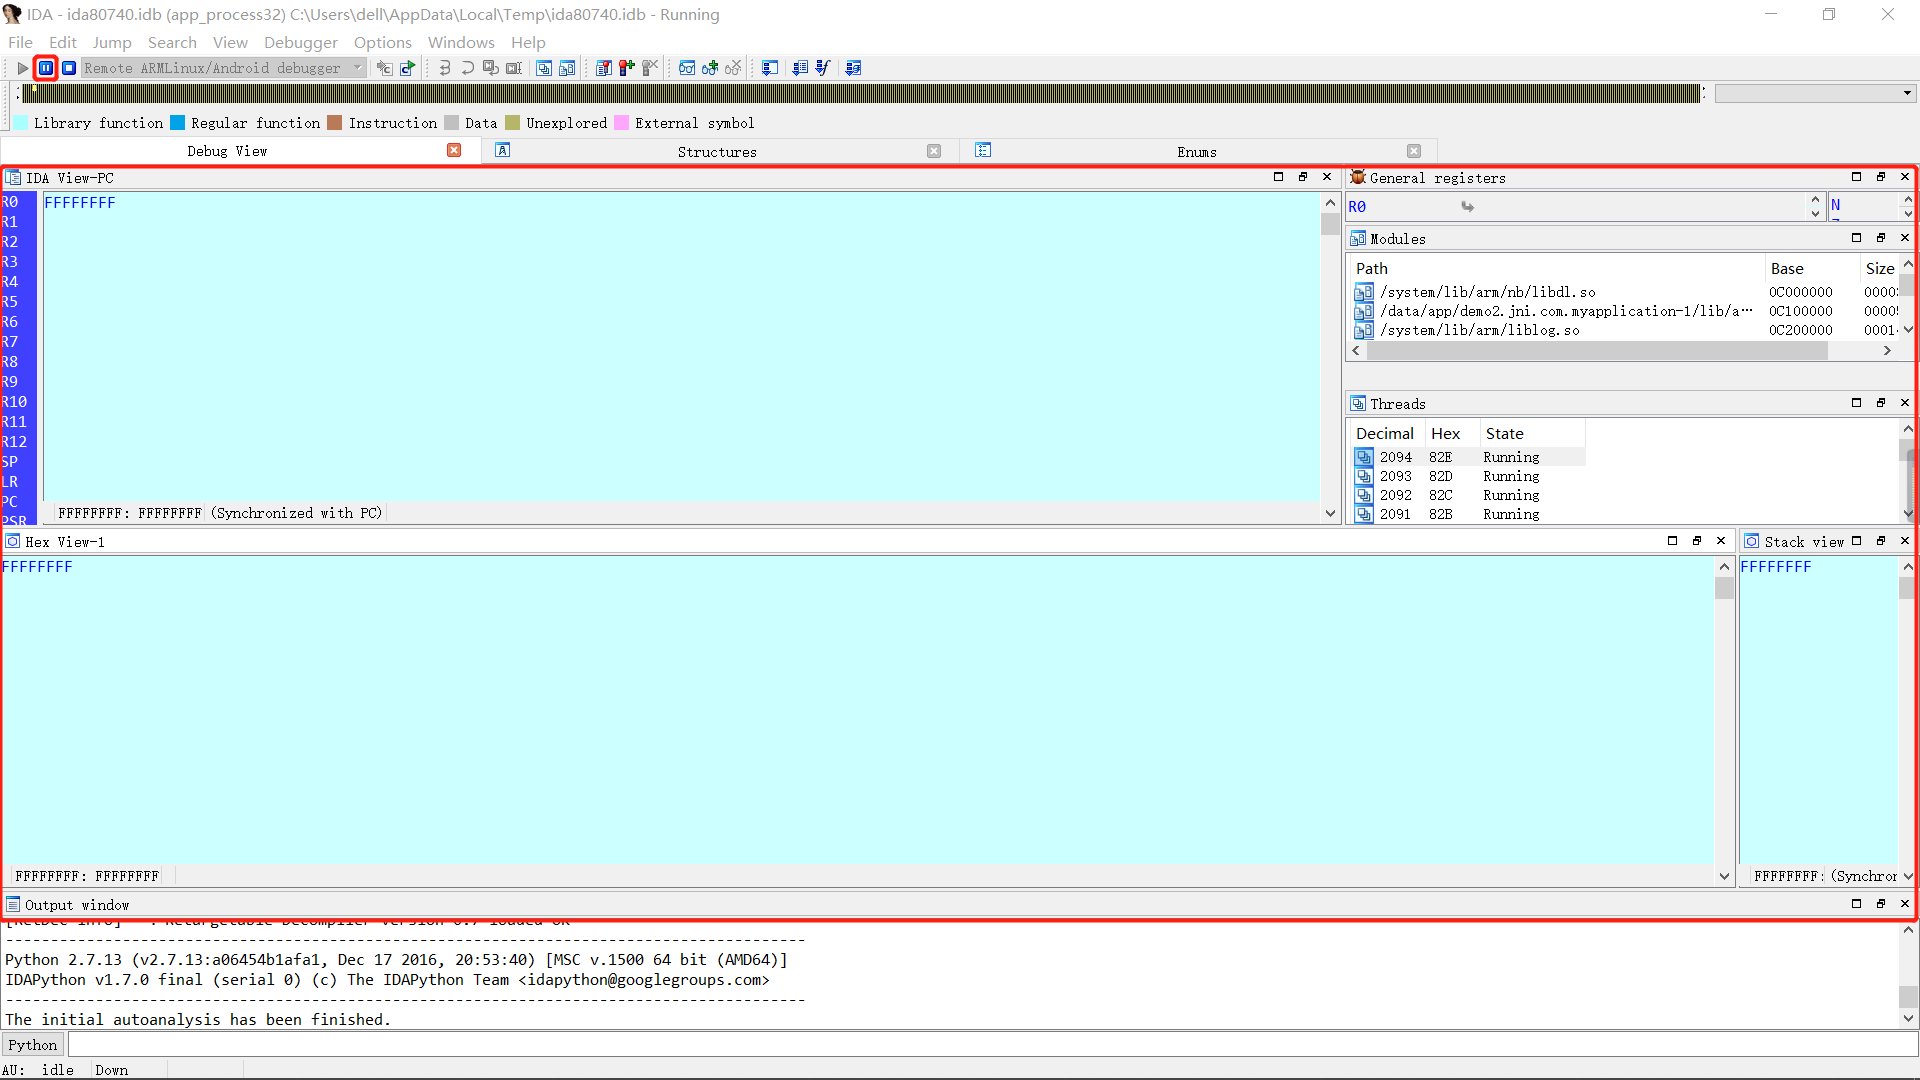 IDA - ida80740.idb (app_process32) C:\Users\dell\AppData\Local\Temp\ida80740.idb - Running
File Edit Jump Search View Debugger Options Windows Help
Remote ARMLinux/Android debugger
Library function Regular function Instruction Data Unexplored External symbol
Debug View Structures Enums
IDA View-PC
R0 FFFFFFFF
R1
R2
R3
R4
R5
R6
R7
R8
R9
R10
R11
R12
SP
LR
PC
PSR
FFFFFFFF: FFFFFFFF (Synchronized with PC)
General registers
R0 N
Modules
Path Base Size
/system/lib/arm/nb/libdl.so 0C000000 0000
/data/app/demo2.jni.com.myapplication-1/lib/a… 0C100000 0000
/system/lib/arm/liblog.so 0C200000 0001
Threads
Decimal Hex State
2094 82E Running
2093 82D Running
2092 82C Running
2091 82B Running
Hex View-1
FFFFFFFF
FFFFFFFF: FFFFFFFF
Stack view
FFFFFFFF
FFFFFFFF: (Synchron
Output window
--------------------------------------------------------------------------------
Python 2.7.13 (v2.7.13:a06454b1afa1, Dec 17 2016, 20:53:40) [MSC v.1500 64 bit (AMD64)]
IDAPython v1.7.0 final (serial 0) (c) The IDAPython Team <idapython@googlegroups.com>
--------------------------------------------------------------------------------
The initial autoanalysis has been finished.
Python
AU: idle Down